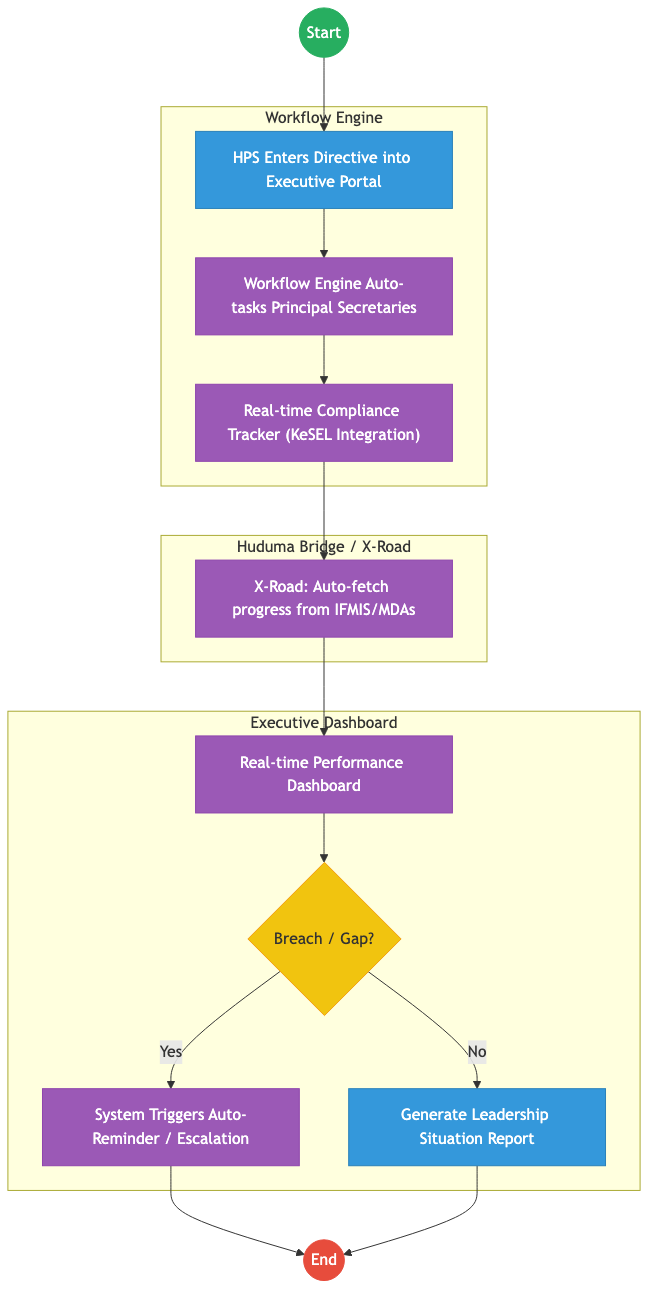 Start
Workflow Engine
HPS Enters Directive into
Executive Portal
Workflow Engine Auto-
tasks Principal Secretaries
Real-time Compliance
Tracker (KeSEL Integration)
Huduma Bridge / X-Road
X-Road: Auto-fetch
progress from IFMIS/MDAs
Executive Dashboard
Real-time Performance
Dashboard
Breach / Gap?
Yes
No
System Triggers Auto-
Reminder / Escalation
Generate Leadership
Situation Report
End